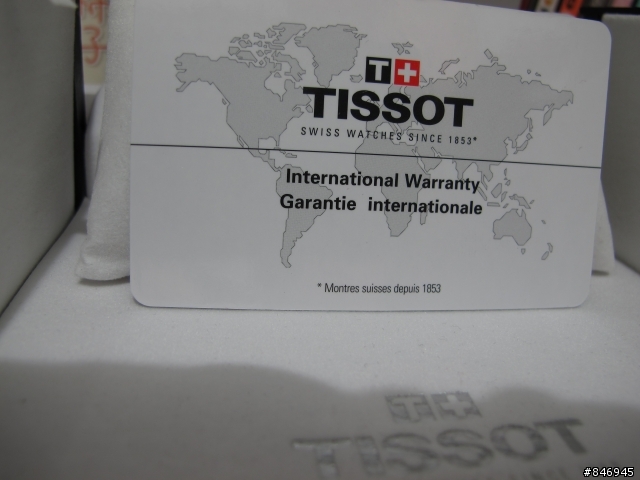 T+
TISSOT
SWISS WATCHES SINCE 1853*
International Warranty
Garantie internationale
* Montres suisses depuis 1853
T+
TISSOT
#846945